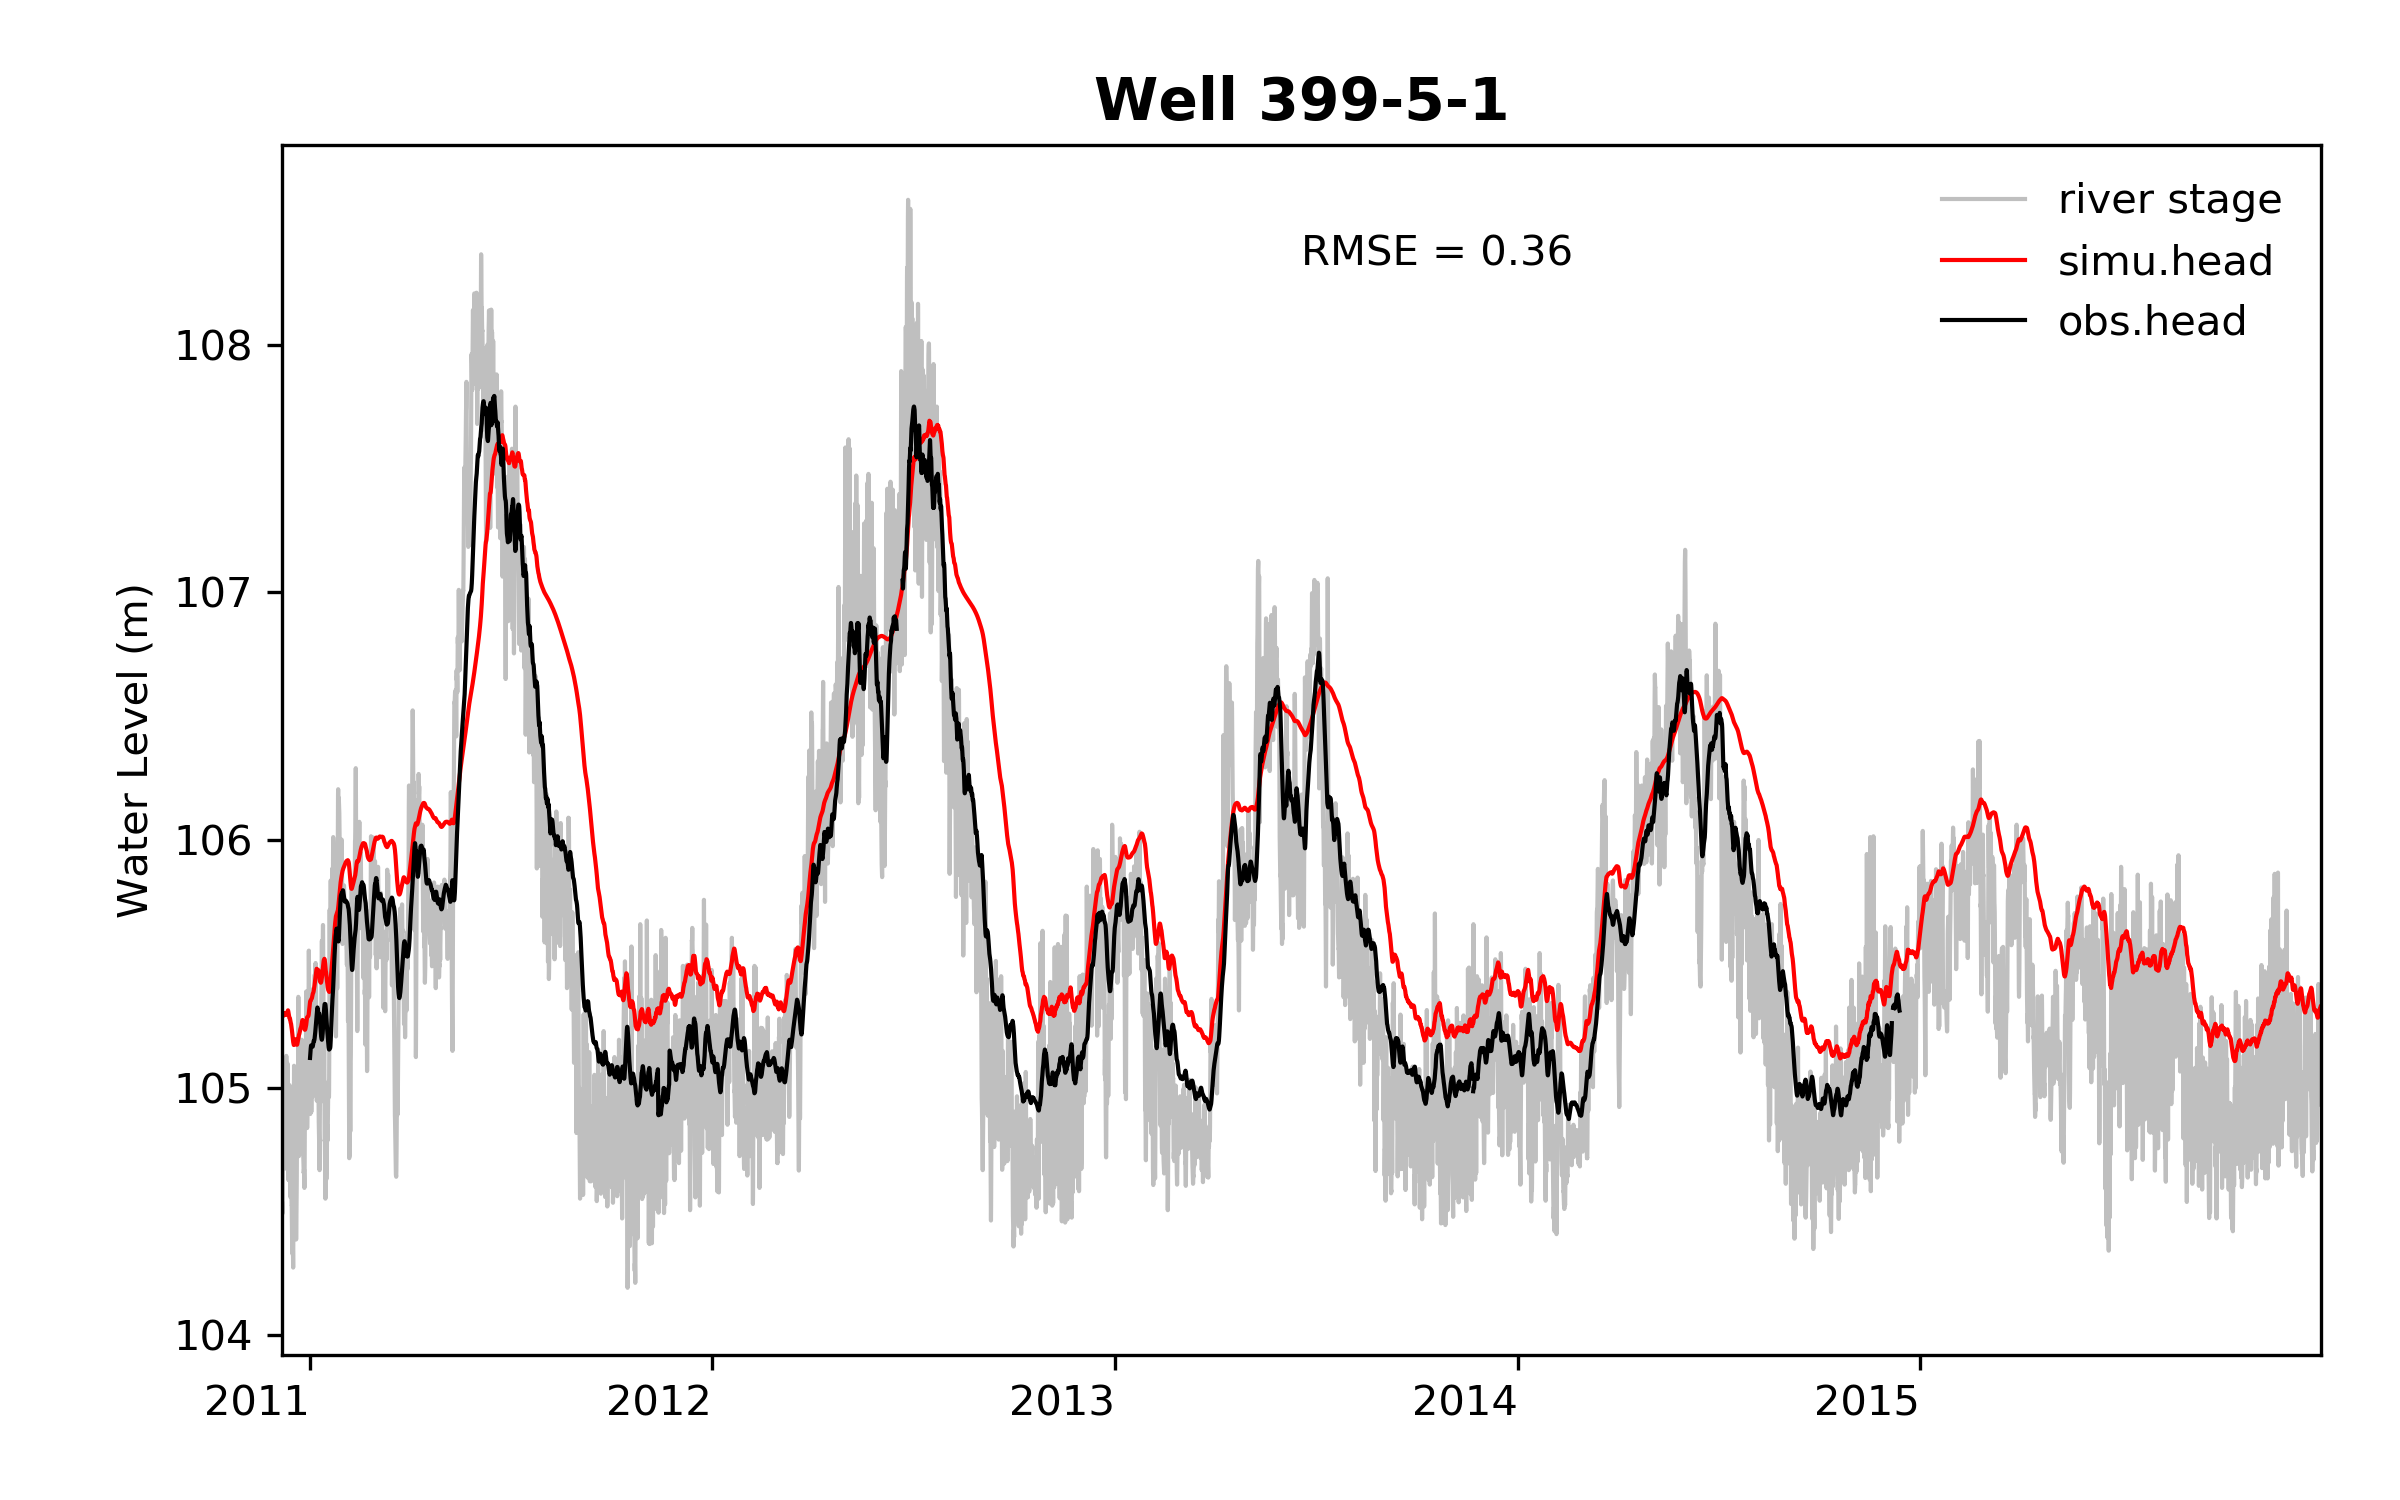 Well 399-5-1
river stage
RMSE = 0.36
simu.head
obs.head
108
107
106
105
104
Water Level (m)
2011
2012
2013
2014
2015